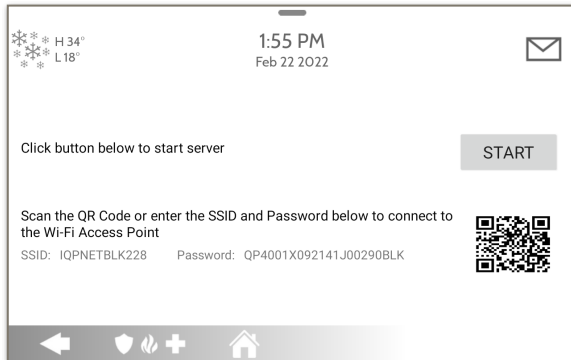 H 34°
L 18°
1:55 PM
Feb 22 2022
Click button below to start server
START
Scan the QR Code or enter the SSID and Password below to connect to
the Wi-Fi Access Point
SSID: IQPNETBLK228 Password: QP4001X092141J00290BLK